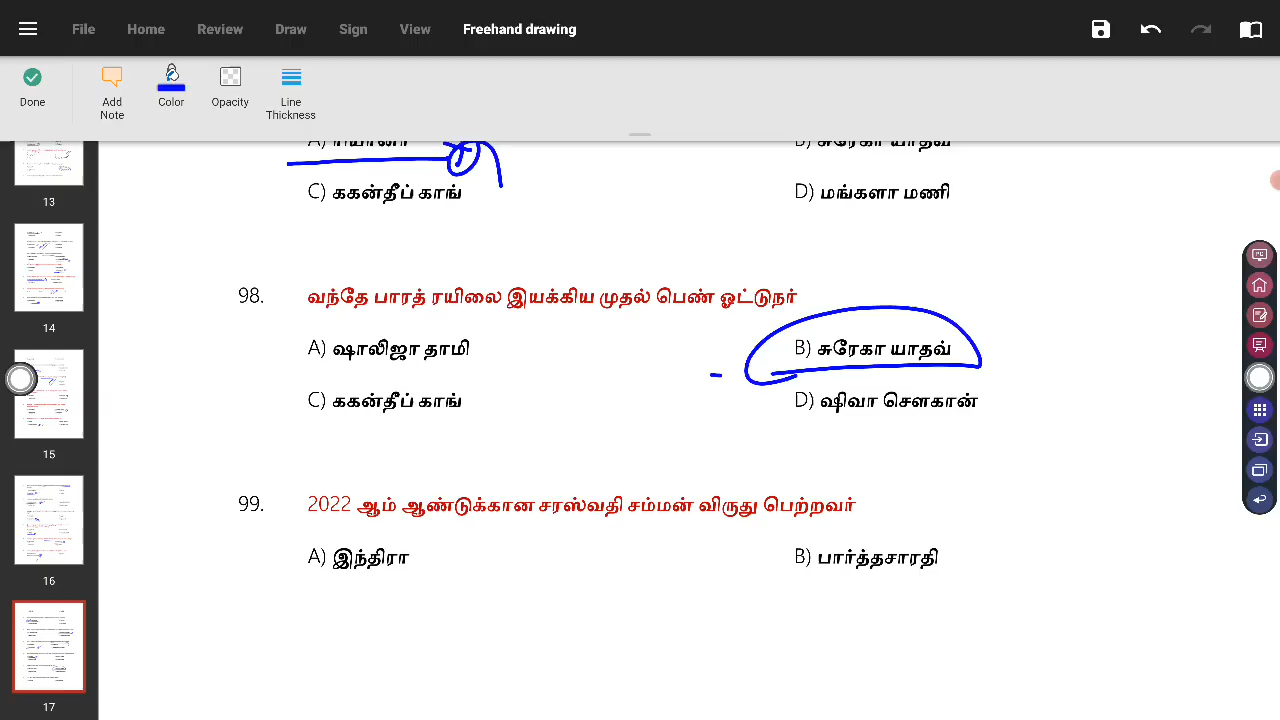 File Home Review Draw Sign View Freehand drawing
Done Add Note Color Opacity Line Thickness
C) ககன்தீப் காங் D) மங்களா மணி
98. வந்தே பாரத் ரயிலை இயக்கிய முதல் பெண் ஓட்டுநர்
A) ஷாலிஜா தாமி B) சுரேகா யாதவ்
C) ககன்தீப் காங் D) ஷிவா சௌகான்
99. 2022 ஆம் ஆண்டுக்கான சரஸ்வதி சம்மன் விருது பெற்றவர்
A) இந்திரா B) பார்த்தசாரதி
13
14
15
16
17